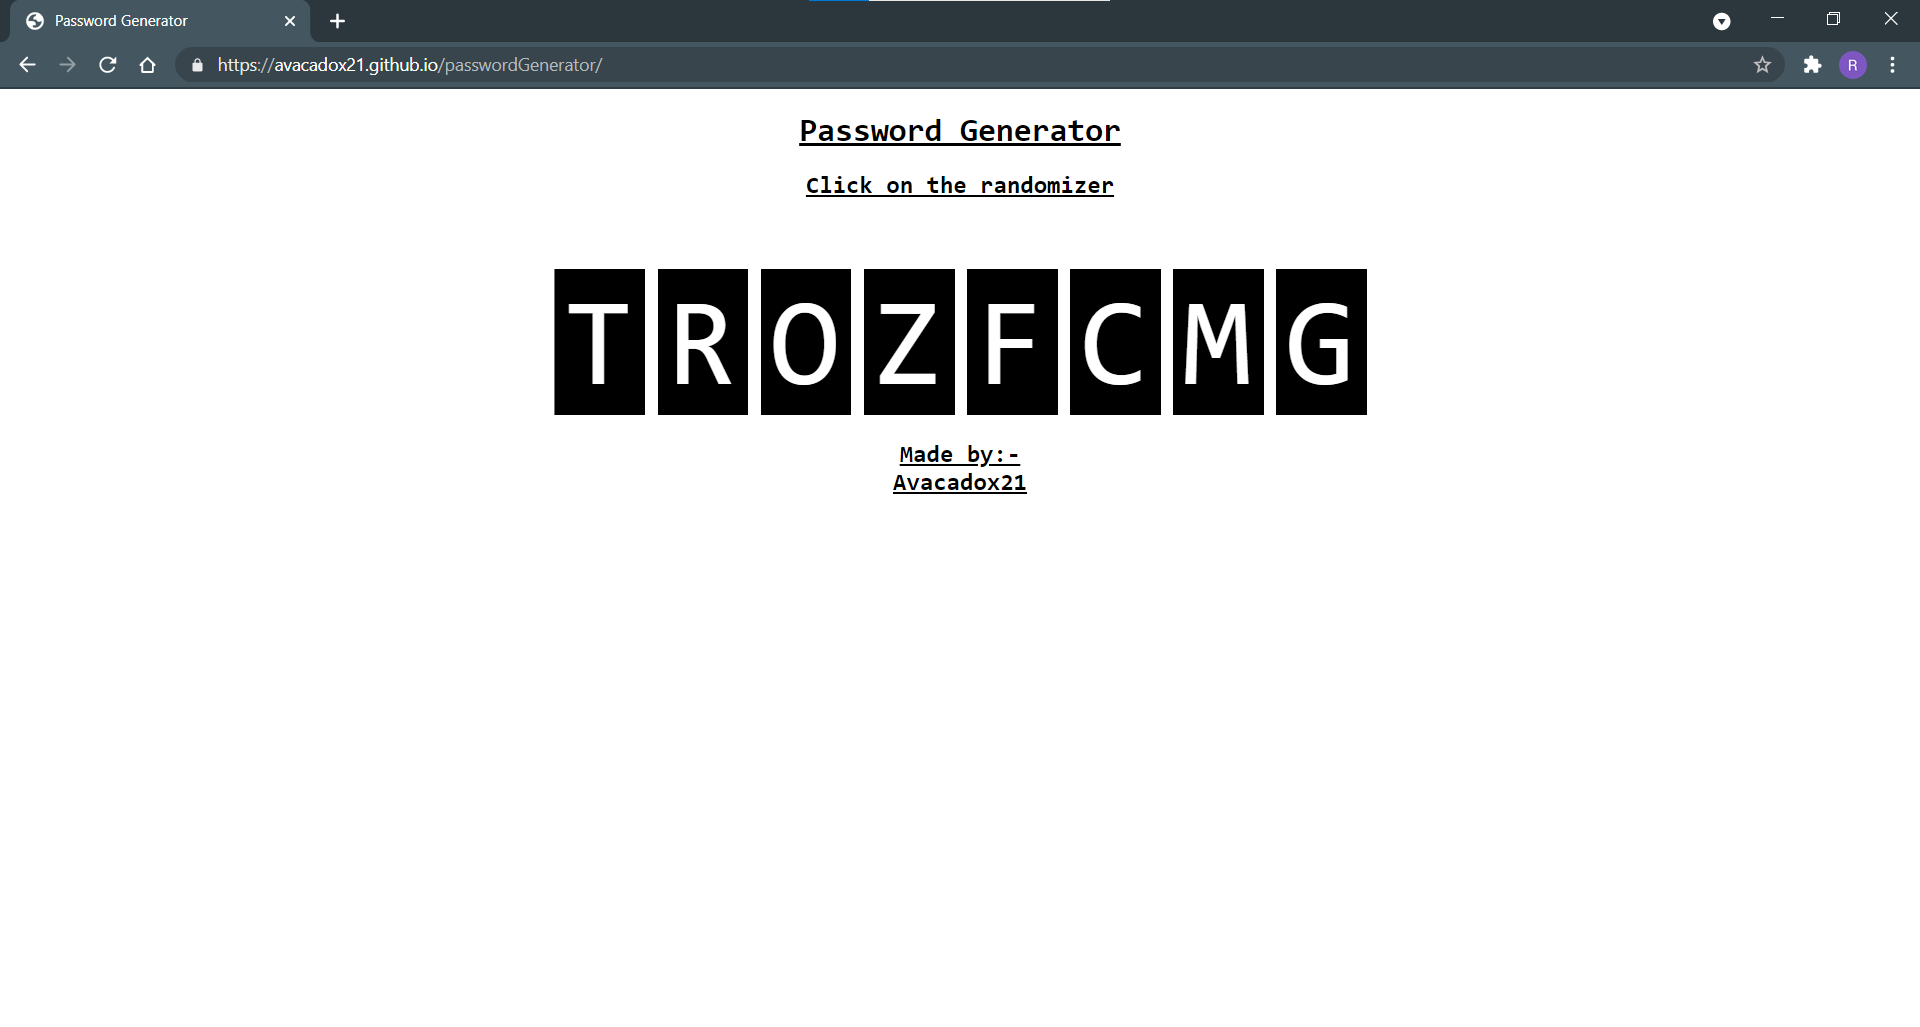 Password Generator
https://avacadox21.github.io/passwordGenerator/
R
Password Generator
Click on the randomizer
T R O Z F C M G
Made by:-
Avacadox21